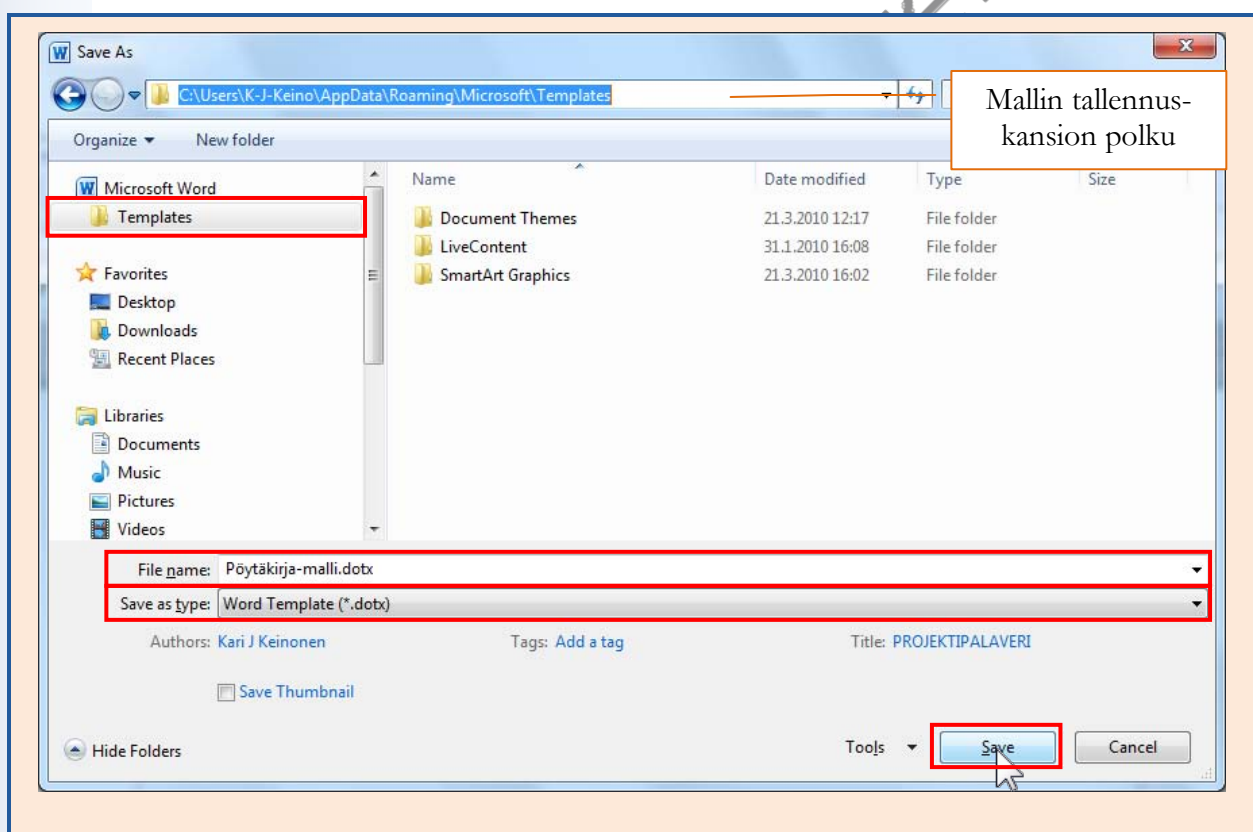 Save As
C:\Users\K-J-Keino\AppData\Roaming\Microsoft\Templates
Mallin tallennus-
kansion polku
Organize New folder
Microsoft Word
Templates
Favorites
Desktop
Downloads
Recent Places
Libraries
Documents
Music
Pictures
Videos
Name Date modified Type Size
Document Themes 21.3.2010 12:17 File folder
LiveContent 31.1.2010 16:08 File folder
SmartArt Graphics 21.3.2010 16:02 File folder
File name: Pöytäkirja-malli.dotx
Save as type: Word Template (*.dotx)
Authors: Kari J Keinonen Tags: Add a tag Title: PROJEKTIPALAVERI
Save Thumbnail
Hide Folders Tools Save Cancel